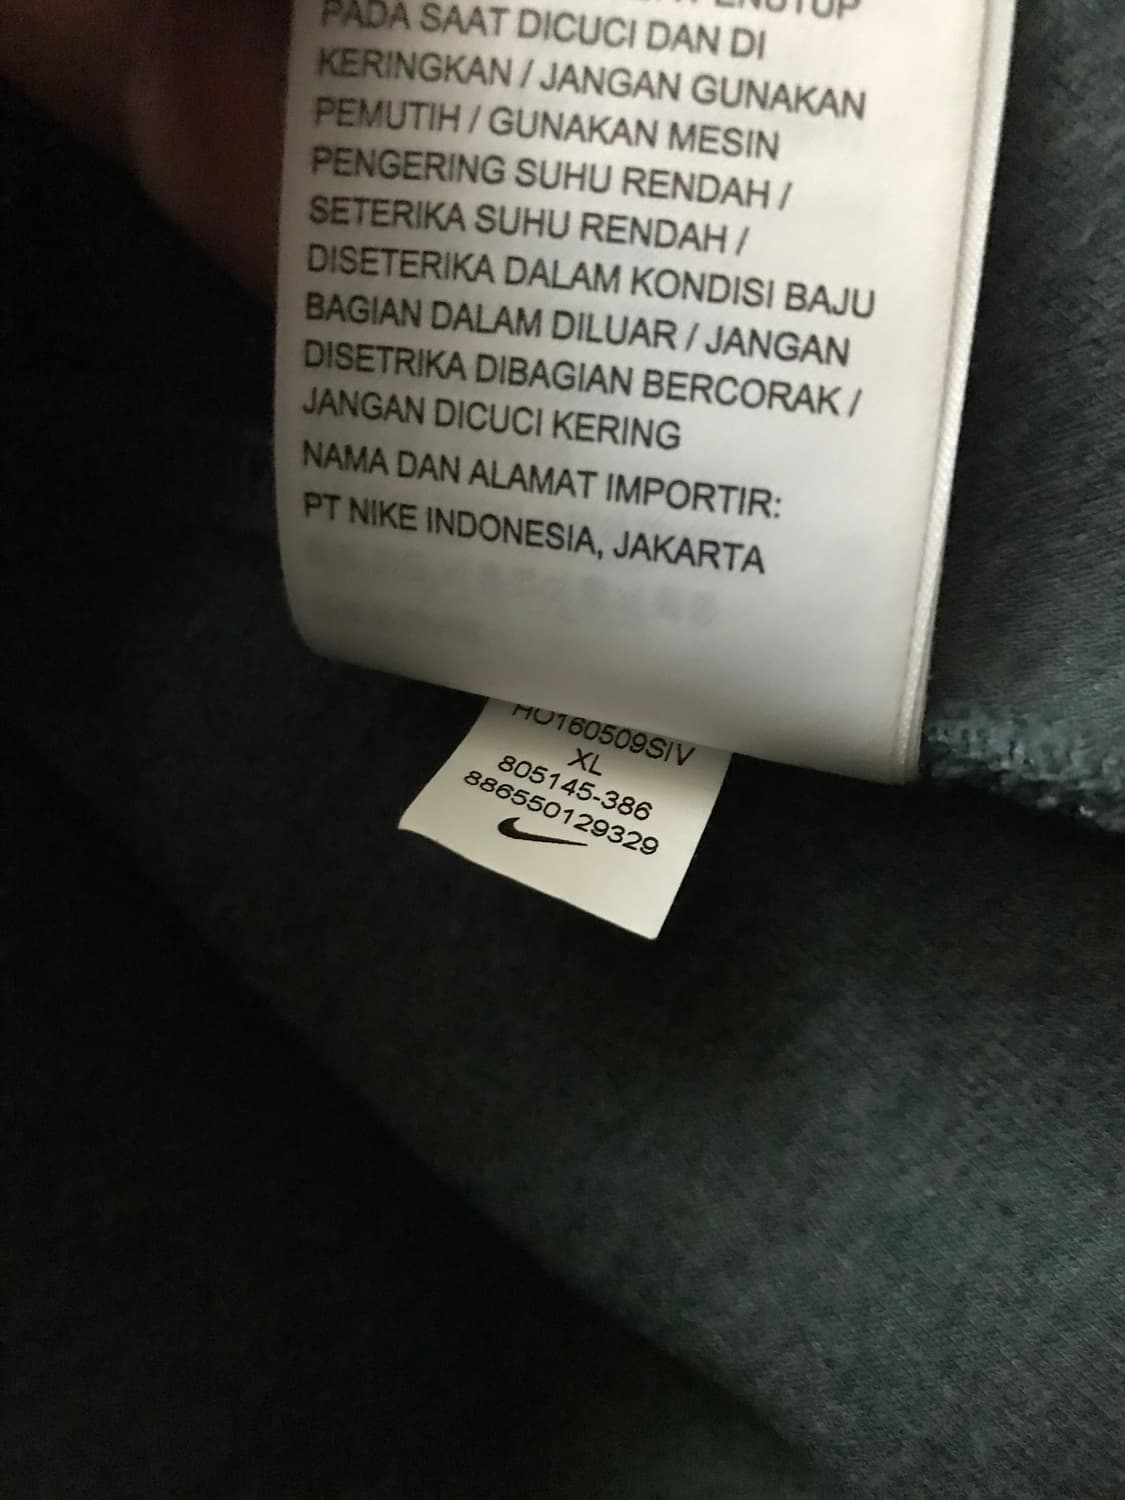 PADA SAAT DICUCI DAN DI
KERINGKAN / JANGAN GUNAKAN
PEMUTIH / GUNAKAN MESIN
PENGERING SUHU RENDAH /
SETERIKA SUHU RENDAH /
DISETERIKA DALAM KONDISI BAJU
BAGIAN DALAM DILUAR / JANGAN
DISETRIKA DIBAGIAN BERCORAK /
JANGAN DICUCI KERING
NAMA DAN ALAMAT IMPORTIR:
PT NIKE INDONESIA, JAKARTA
HO160509SIV
XL
805145-386
886550129329